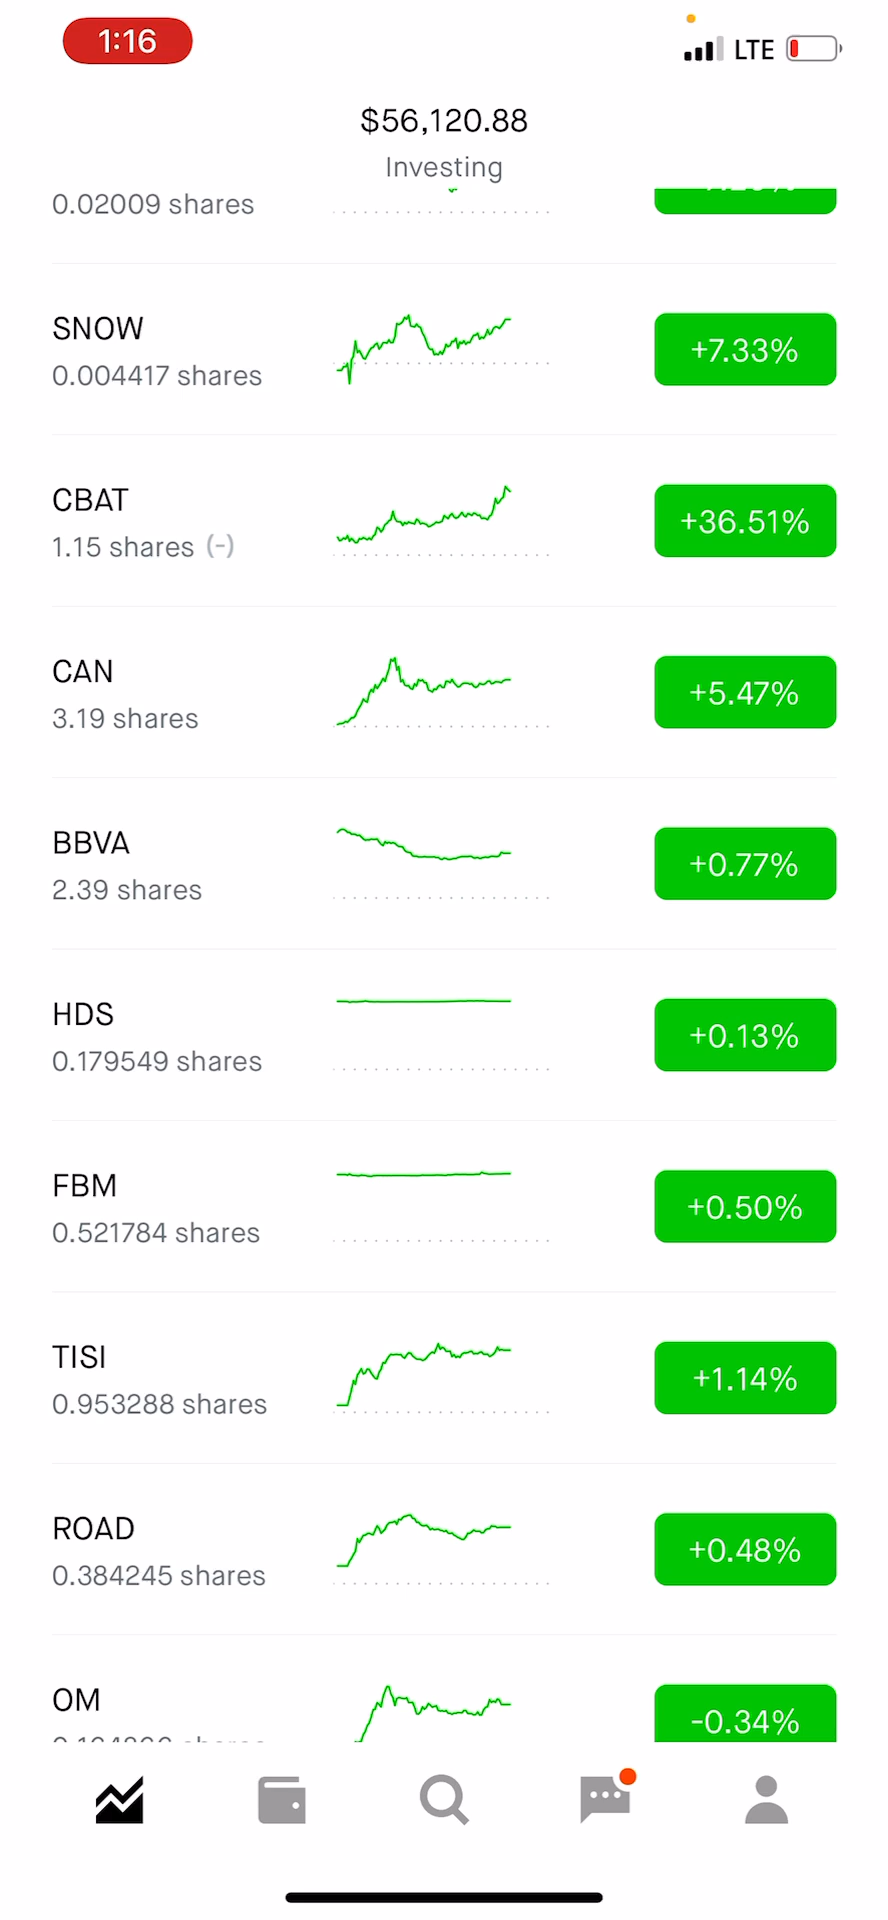 1:16
LTE
$56,120.88
Investing
0.02009 shares
SNOW
0.004417 shares
+7.33%
CBAT
1.15 shares (-)
+36.51%
CAN
3.19 shares
+5.47%
BBVA
2.39 shares
+0.77%
HDS
0.179549 shares
+0.13%
FBM
0.521784 shares
+0.50%
TISI
0.953288 shares
+1.14%
ROAD
0.384245 shares
+0.48%
OM
-0.34%